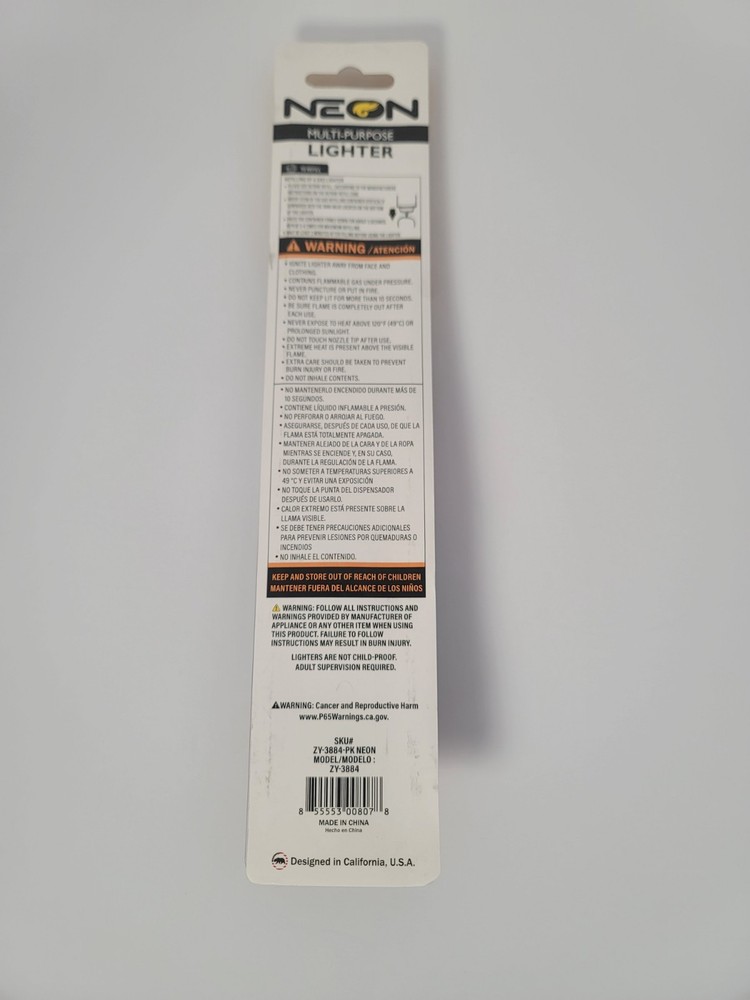 NEON
MULTI-PURPOSE
LIGHTER
WARNING /ATENCIÓN
• IGNITE LIGHTER AWAY FROM FACE AND
CLOTHING.
• CONTAINS FLAMMABLE GAS UNDER PRESSURE.
• NEVER PUNCTURE OR PUT IN FIRE.
• DO NOT KEEP LIT FOR MORE THAN 10 SECONDS.
• BE SURE FLAME IS COMPLETELY OUT AFTER
EACH USE.
• NEVER EXPOSE TO HEAT ABOVE 120°F (49°C) OR
PROLONGED SUNLIGHT.
• DO NOT TOUCH NOZZLE TIP AFTER USE.
• EXTREME HEAT IS PRESENT ABOVE THE VISIBLE
FLAME.
• EXTRA CARE SHOULD BE TAKEN TO PREVENT
BURN INJURY OR FIRE.
• DO NOT INHALE CONTENTS.
• NO MANTENERLO ENCENDIDO DURANTE MÁS DE
10 SEGUNDOS.
• CONTIENE LÍQUIDO INFLAMABLE A PRESIÓN.
• NO PERFORAR O ARROJAR AL FUEGO.
• ASEGURARSE, DESPUÉS DE CADA USO, DE QUE LA
FLAMA ESTÁ TOTALMENTE APAGADA.
• MANTENER ALEJADO DE LA CARA Y DE LA ROPA
MIENTRAS SE ENCIENDE Y, EN SU CASO,
DURANTE LA REGULACIÓN DE LA FLAMA.
• NO SOMETER A TEMPERATURAS SUPERIORES A
49 °C Y EVITAR UNA EXPOSICIÓN
• NO TOQUE LA PUNTA DEL DISPENSADOR
DESPUÉS DE USARLO.
• CALOR EXTREMO ESTÁ PRESENTE SOBRE LA
LLAMA VISIBLE.
• SE DEBE TENER PRECAUCIONES ADICIONALES
PARA PREVENIR LESIONES POR QUEMADURAS O
INCENDIOS
• NO INHALE EL CONTENIDO.
KEEP AND STORE OUT OF REACH OF CHILDREN
MANTENER FUERA DEL ALCANCE DE LOS NIÑOS
WARNING: FOLLOW ALL INSTRUCTIONS AND
WARNINGS PROVIDED BY MANUFACTURER OF
APPLIANCE OR ANY OTHER ITEM WHEN USING
THIS PRODUCT. FAILURE TO FOLLOW
INSTRUCTIONS MAY RESULT IN BURN INJURY.
LIGHTERS ARE NOT CHILD-PROOF.
ADULT SUPERVISION REQUIRED.
WARNING: Cancer and Reproductive Harm
www.P65Warnings.ca.gov.
SKU#
ZY-3884-PK NEON
MODEL/MODELO :
ZY-3884
8 55553 00807 8
MADE IN CHINA
Hecho en China
Designed in California, U.S.A.